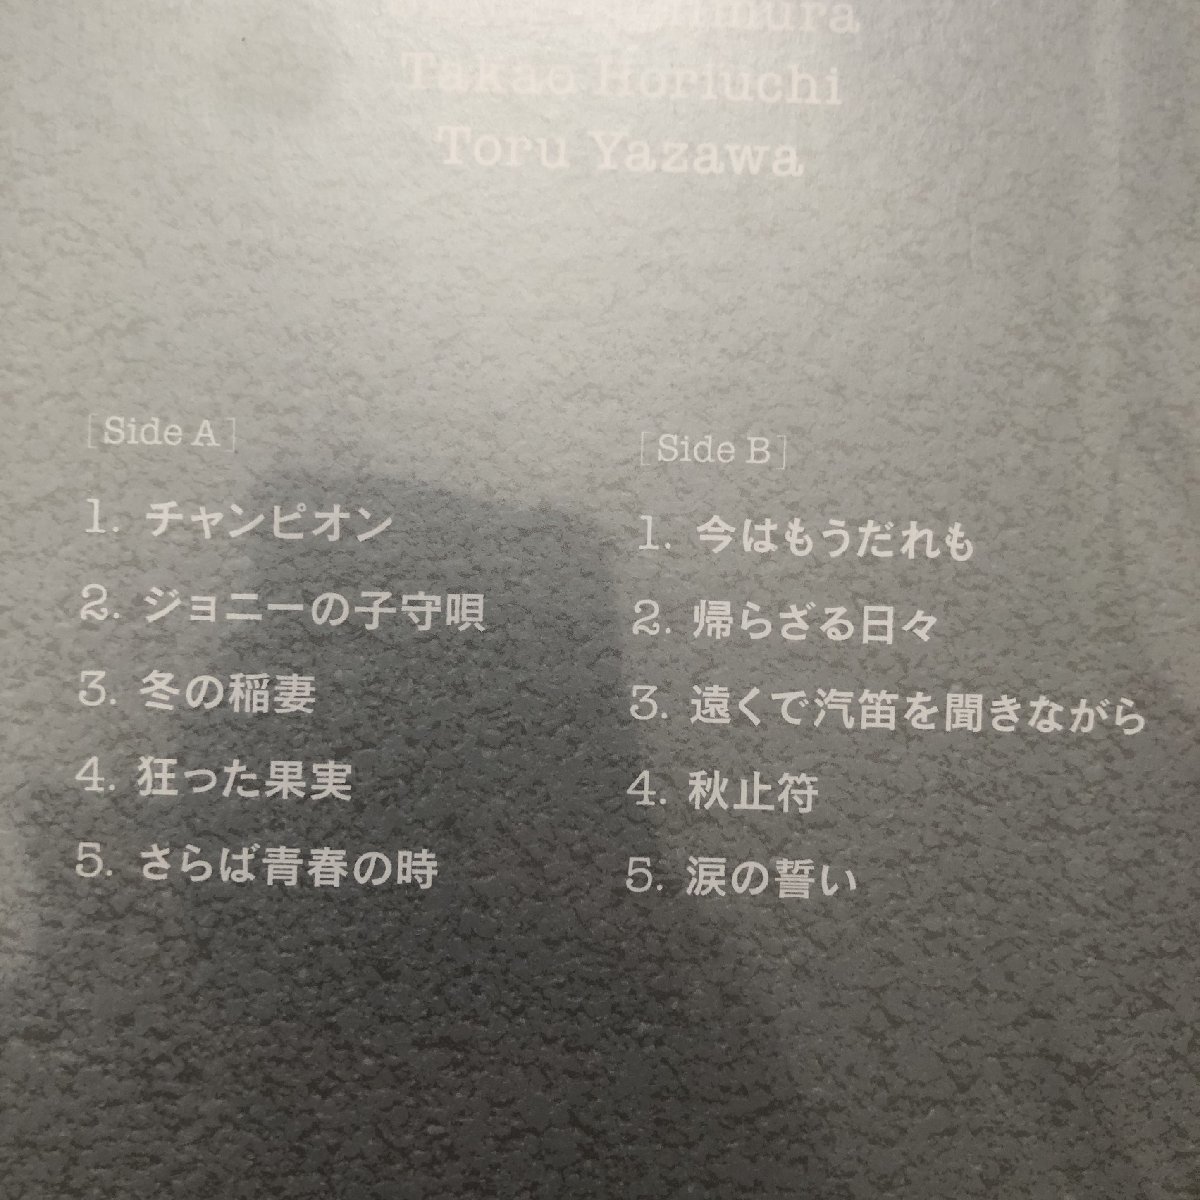 Takao Horiuchi
Toru Yazawa
[Side A]
1. チャンピオン
2. ジョニーの子守唄
3. 冬の稲妻
4. 狂った果実
5. さらば青春の時
[Side B]
1. 今はもうだれも
2. 帰らざる日々
3. 遠くで汽笛を聞きながら
4. 秋止符
5. 涙の誓い